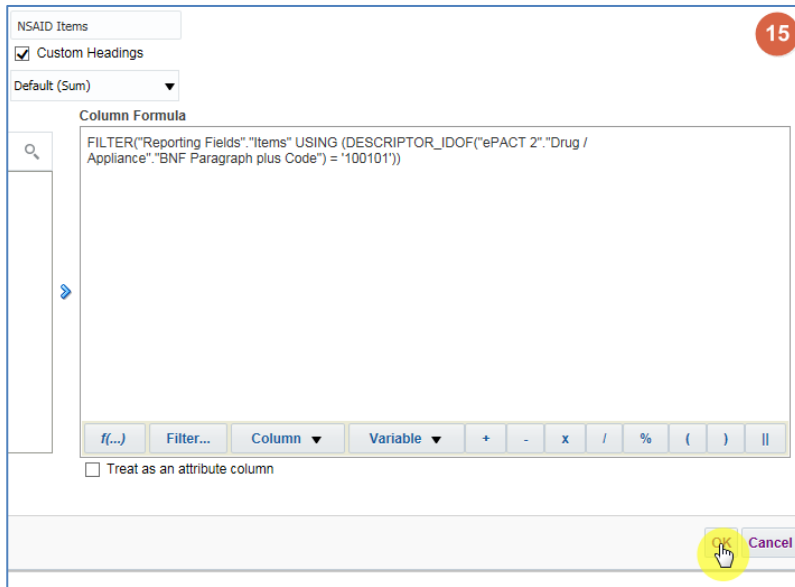 NSAID Items
15
Custom Headings
Default (Sum)
Column Formula
FILTER("Reporting Fields"."Items" USING (DESCRIPTOR_IDOF("ePACT 2"."Drug /
Appliance"."BNF Paragraph plus Code") = '100101'))
f(...) Filter... Column Variable + - x / % ( ) ||
Treat as an attribute column
OK Cancel